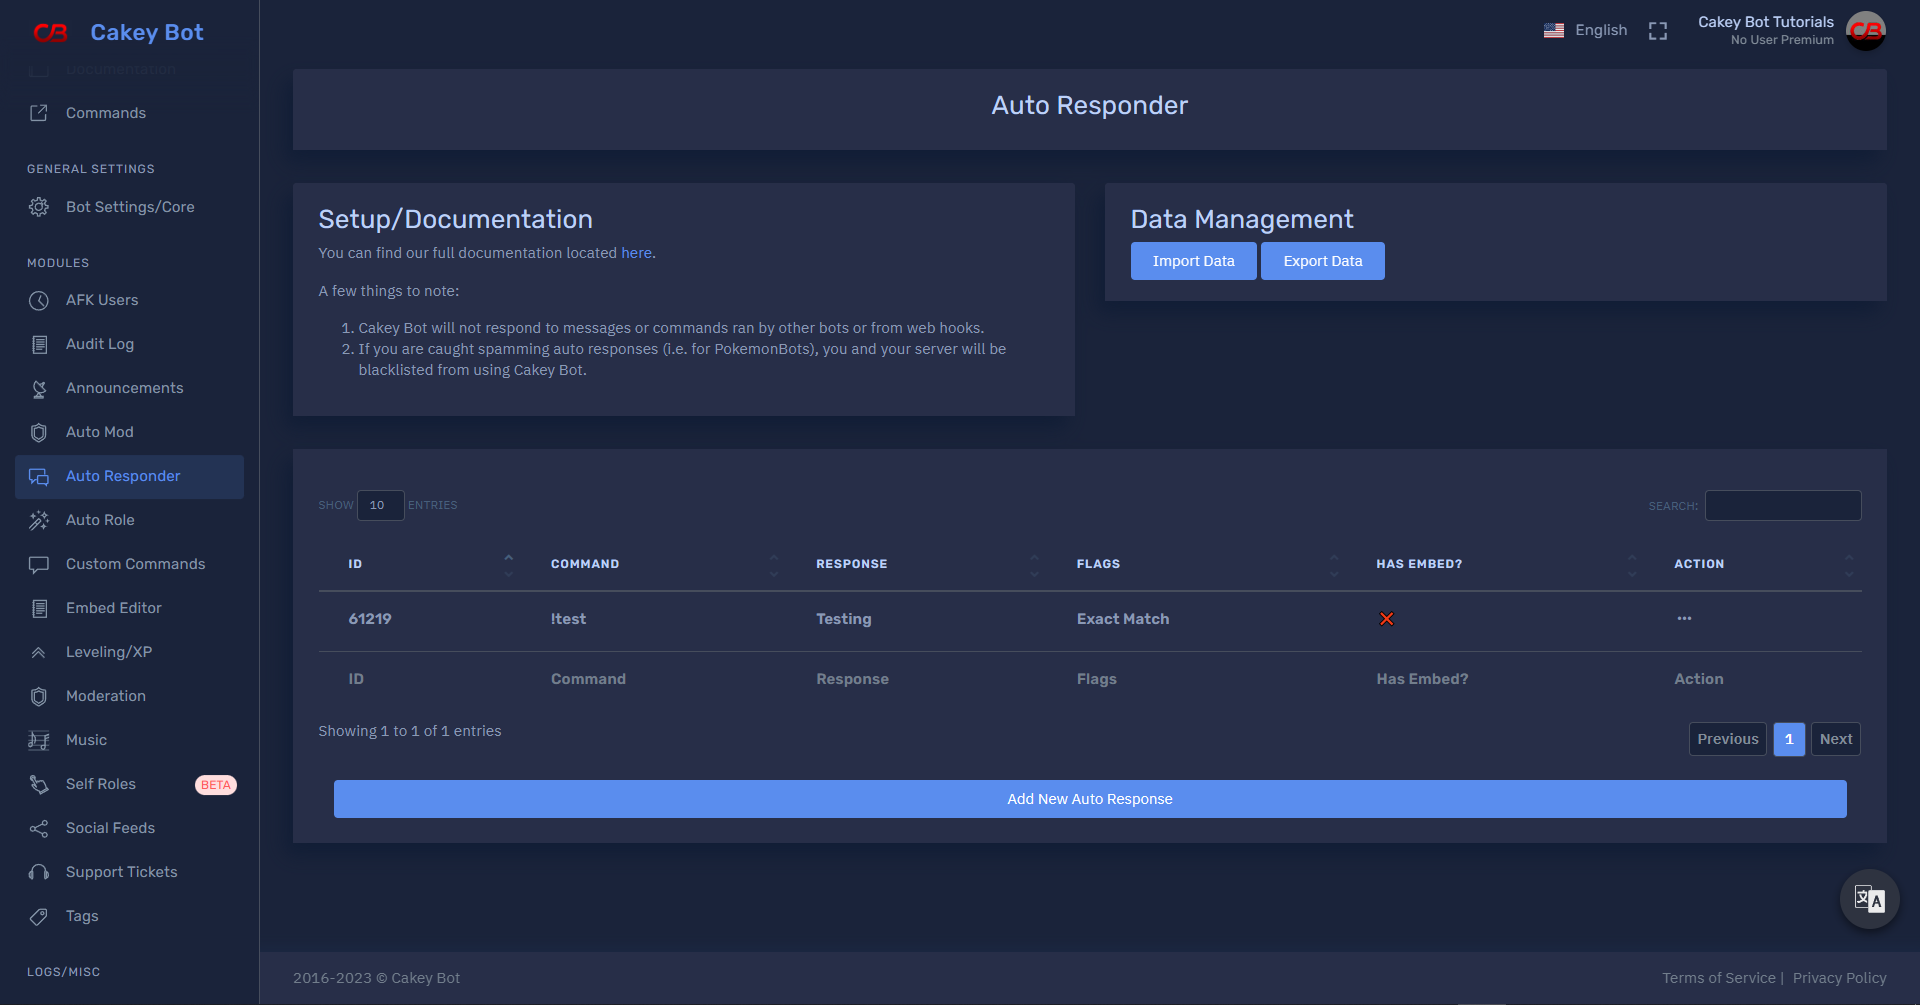 CB Cakey Bot
Documentation
Commands
GENERAL SETTINGS
Bot Settings/Core
MODULES
AFK Users
Audit Log
Announcements
Auto Mod
Auto Responder
Auto Role
Custom Commands
Embed Editor
Leveling/XP
Moderation
Music
Self Roles BETA
Social Feeds
Support Tickets
Tags
LOGS/MISC
English
Cakey Bot Tutorials
No User Premium
CB
Auto Responder
Setup/Documentation
You can find our full documentation located here.
A few things to note:
1. Cakey Bot will not respond to messages or commands ran by other bots or from web hooks.
2. If you are caught spamming auto responses (i.e. for PokemonBots), you and your server will be
blacklisted from using Cakey Bot.
Data Management
Import Data Export Data
SHOW 10 ENTRIES
SEARCH:
ID COMMAND RESPONSE FLAGS HAS EMBED? ACTION
61219 !test Testing Exact Match ❌ ···
ID Command Response Flags Has Embed? Action
Showing 1 to 1 of 1 entries
Previous 1 Next
Add New Auto Response
文 A
2016-2023 © Cakey Bot
Terms of Service | Privacy Policy